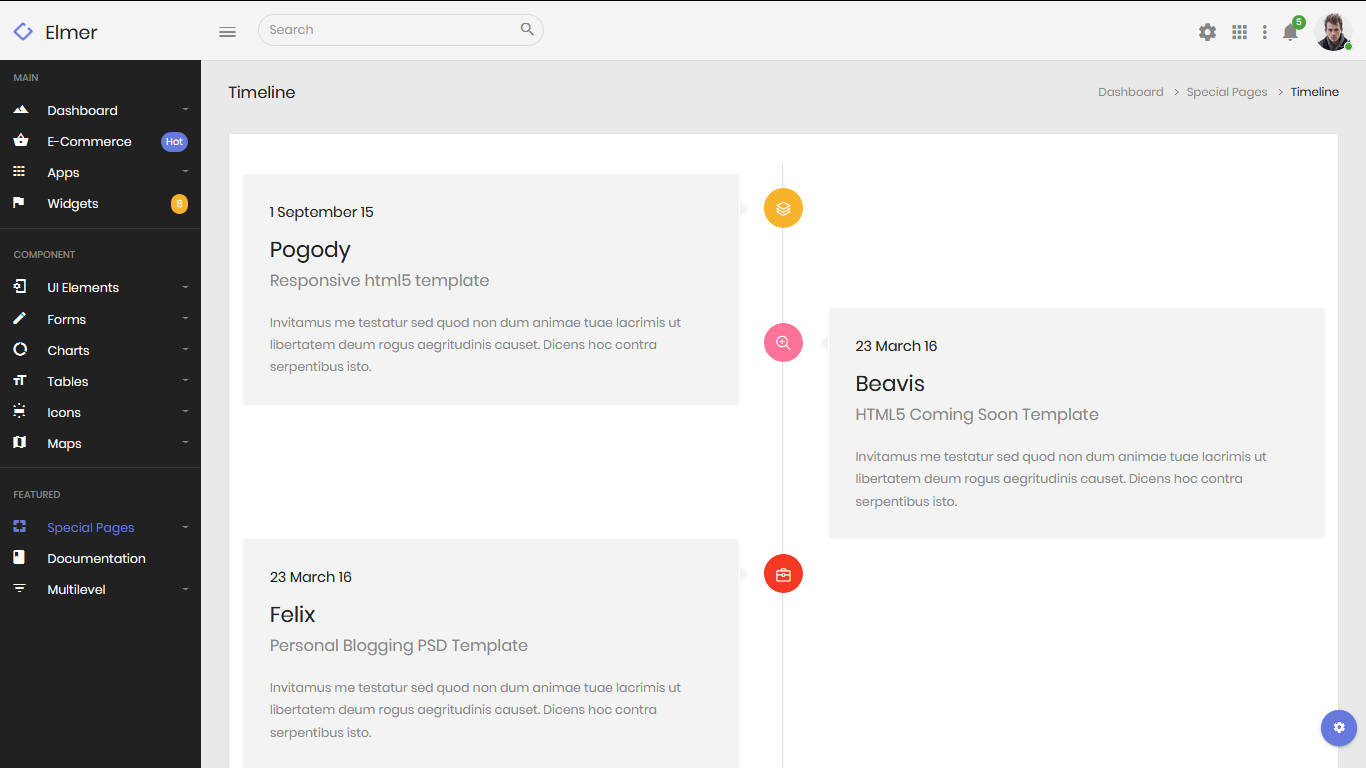 Elmer
Search
5
MAIN
Dashboard
E-Commerce Hot
Apps
Widgets 8
COMPONENT
UI Elements
Forms
Charts
Tables
Icons
Maps
FEATURED
Special Pages
Documentation
Multilevel
Timeline
Dashboard > Special Pages > Timeline
1 September 15
Pogody
Responsive html5 template
Invitamus me testatur sed quod non dum animae tuae lacrimis ut
libertatem deum rogus aegritudinis causet. Dicens hoc contra
serpentibus isto.
23 March 16
Beavis
HTML5 Coming Soon Template
Invitamus me testatur sed quod non dum animae tuae lacrimis ut
libertatem deum rogus aegritudinis causet. Dicens hoc contra
serpentibus isto.
23 March 16
Felix
Personal Blogging PSD Template
Invitamus me testatur sed quod non dum animae tuae lacrimis ut
libertatem deum rogus aegritudinis causet. Dicens hoc contra
serpentibus isto.